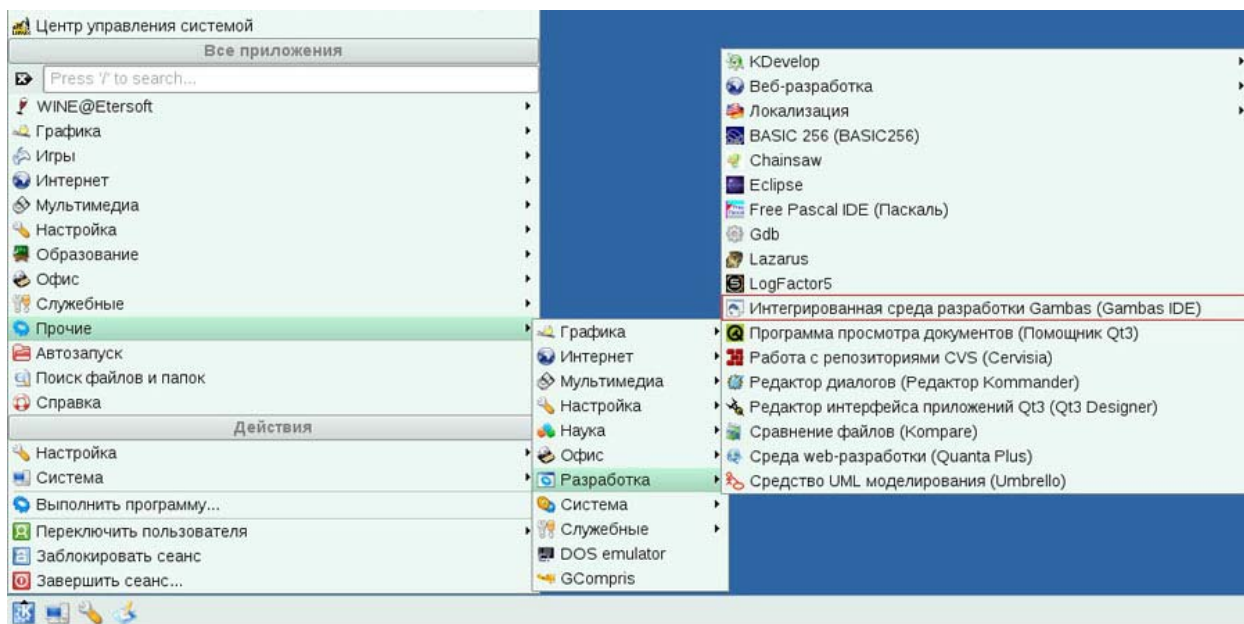 Центр управления системой
Все приложения
Press '/' to search...
WINE@Etersoft
Графика
Игры
Интернет
Мультимедиа
Настройка
Образование
Офис
Служебные
Прочие
Автозапуск
Поиск файлов и папок
Справка
Действия
Настройка
Система
Выполнить программу...
Переключить пользователя
Заблокировать сеанс
Завершить сеанс...
Графика
Интернет
Мультимедиа
Настройка
Наука
Офис
Разработка
Система
Служебные
DOS emulator
GCompris
KDevelop
Веб-разработка
Локализация
BASIC 256 (BASIC256)
Chainsaw
Eclipse
Free Pascal IDE (Паскаль)
Gdb
Lazarus
LogFactor5
Интегрированная среда разработки Gambas (Gambas IDE)
Программа просмотра документов (Помощник Qt3)
Работа с репозиториями CVS (Cervisia)
Редактор диалогов (Редактор Kommander)
Редактор интерфейса приложений Qt3 (Qt3 Designer)
Сравнение файлов (Kompare)
Среда web-разработки (Quanta Plus)
Средство UML моделирования (Umbrello)